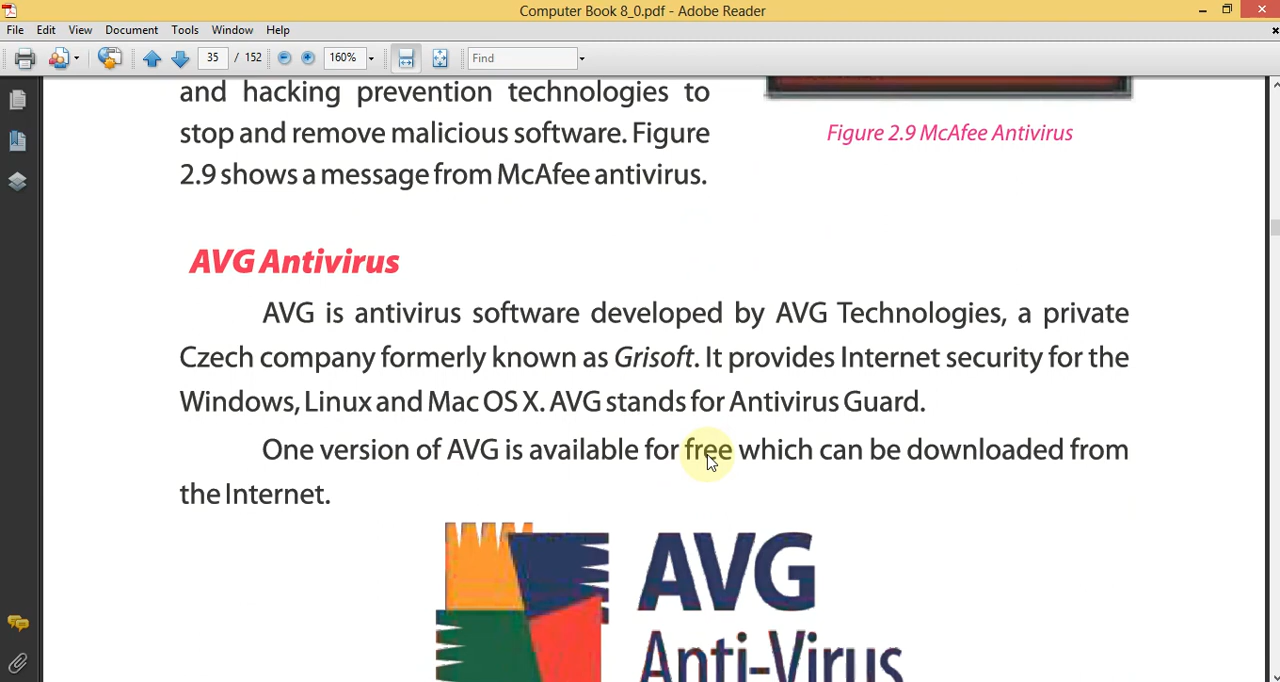 Computer Book 8_0.pdf - Adobe Reader
File Edit View Document Tools Window Help
35 / 152 160% Find
and hacking prevention technologies to
stop and remove malicious software. Figure
2.9 shows a message from McAfee antivirus.
Figure 2.9 McAfee Antivirus
AVG Antivirus
AVG is antivirus software developed by AVG Technologies, a private
Czech company formerly known as Grisoft. It provides Internet security for the
Windows, Linux and Mac OS X. AVG stands for Antivirus Guard.
One version of AVG is available for free which can be downloaded from
the Internet.
AVG
Anti-Virus